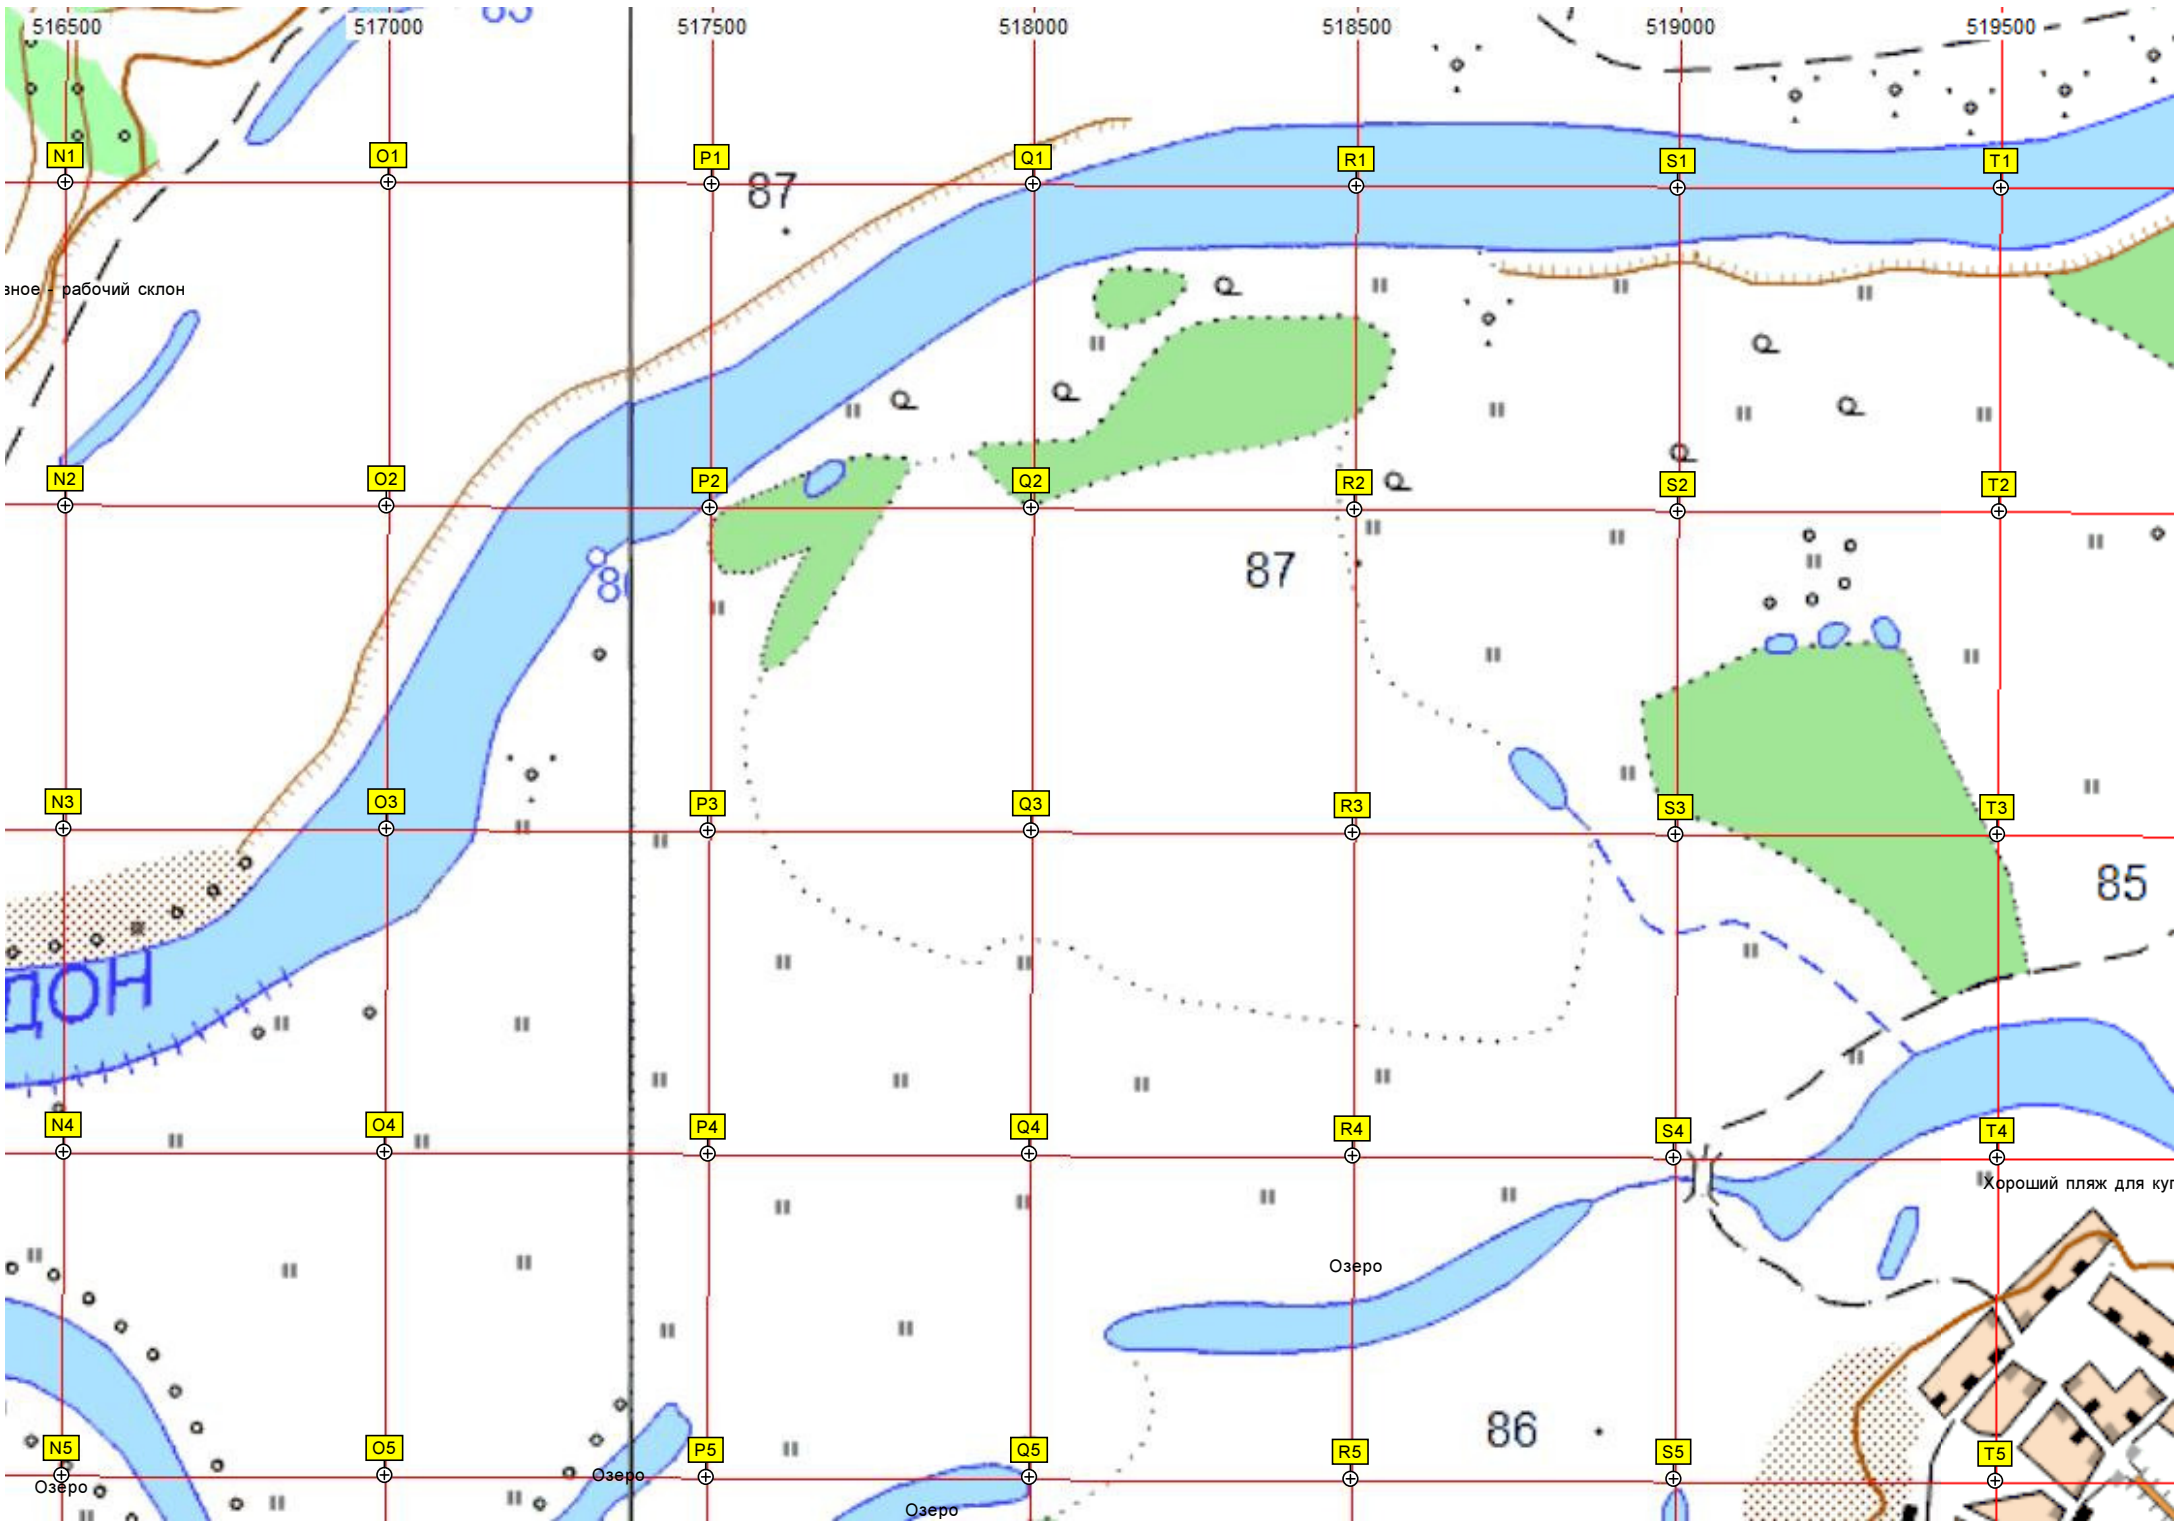 516500 517000 517500 518000 518500 519000 519500
N1 O1 P1 Q1 R1 S1 T1
87
рабочий склон
N2 O2 P2 Q2 R2 S2 T2
87
N3 O3 P3 Q3 R3 S3 T3
85
ДОН
N4 O4 P4 Q4 R4 S4 T4
Хороший пляж для
Озеро
86
N5 O5 P5 Q5 R5 S5 T5
Озеро
Озеро
Озеро